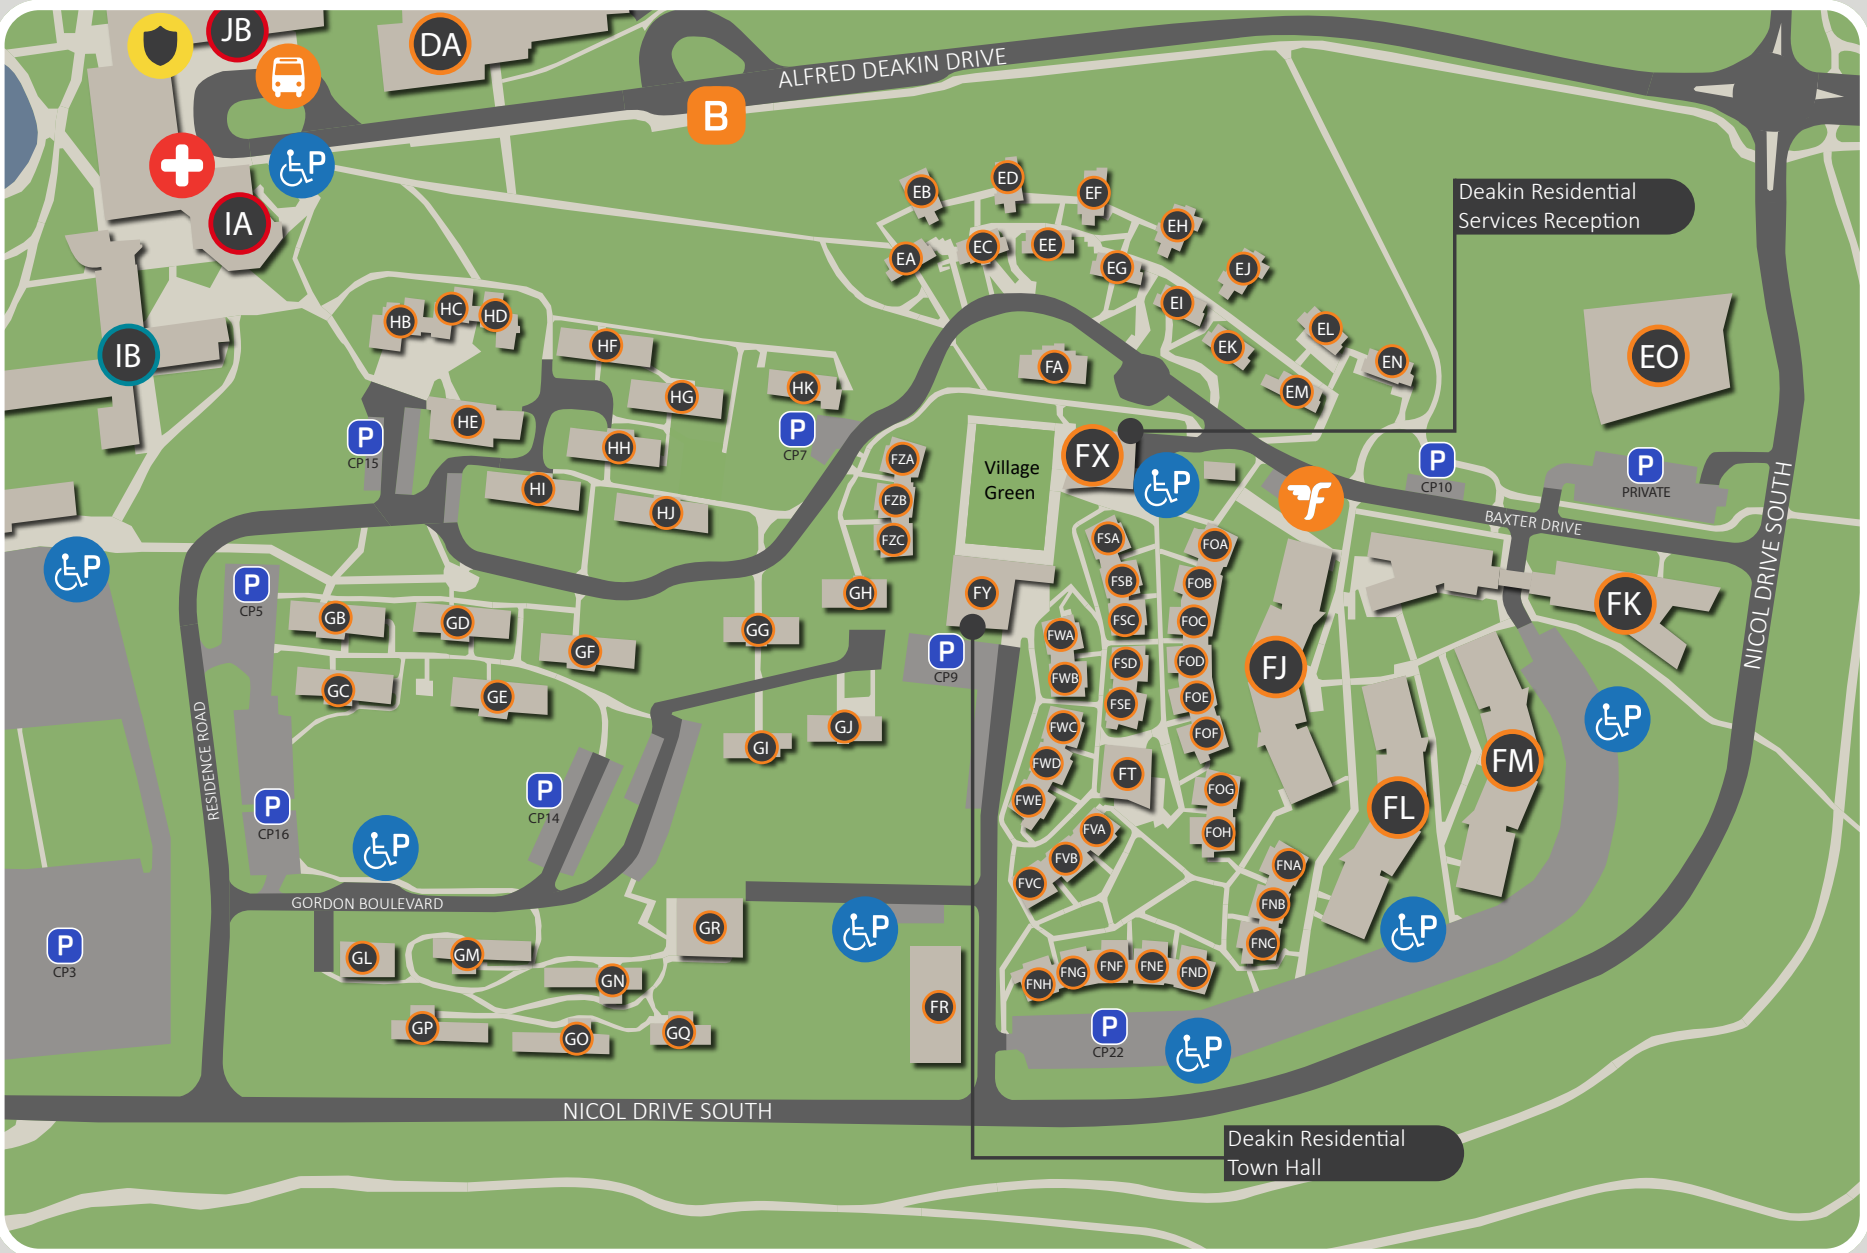 JB
DA
ALFRED DEAKIN DRIVE
B
P
IA
EB
ED
EF
EH
EA
EC
EE
EG
EJ
EI
EL
EK
EN
EM
Deakin Residential
Services Reception
IB
HB
HC
HD
HF
HG
HK
HE
HH
HI
HJ
P
CP15
P
CP7
FA
EO
FZA
FZB
FZC
Village
Green
FX
P
f
P
CP10
P
PRIVATE
BAXTER DRIVE
NICOL DRIVE SOUTH
P
P
CP5
GB
GD
GF
GC
GE
GG
GH
GI
GJ
FY
P
CP9
FSA
FSB
FSC
FSD
FSE
FOA
FOB
FOC
FOD
FOE
FOF
FOG
FOH
FWA
FWB
FWC
FWD
FWE
FT
FVA
FVB
FVC
FJ
FK
FL
FM
P
RESIDENCE ROAD
P
CP16
P
CP14
P
GORDON BOULEVARD
P
CP3
GL
GM
GN
GR
GP
GO
GQ
P
FR
FNA
FNB
FNC
FND
FNE
FNF
FNG
FNH
P
P
CP22
P
NICOL DRIVE SOUTH
Deakin Residential
Town Hall